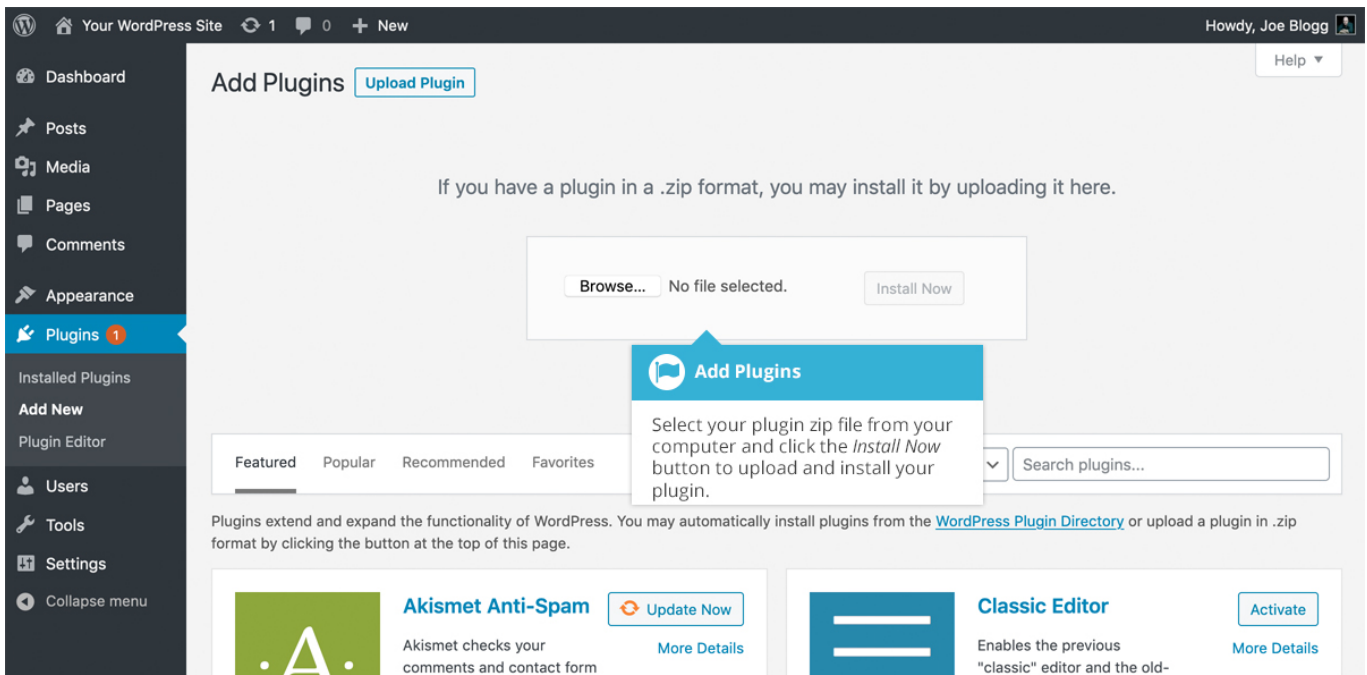 Your WordPress Site 1 0 New Howdy, Joe Blogg
Help
Dashboard
Posts
Media
Pages
Comments
Appearance
Plugins 1
Installed Plugins
Add New
Plugin Editor
Users
Tools
Settings
Collapse menu
Add Plugins Upload Plugin
If you have a plugin in a .zip format, you may install it by uploading it here.
Browse... No file selected. Install Now
Add Plugins
Select your plugin zip file from your
computer and click the Install Now
button to upload and install your
plugin.
Featured Popular Recommended Favorites Search plugins...
Plugins extend and expand the functionality of WordPress. You may automatically install plugins from the WordPress Plugin Directory or upload a plugin in .zip
format by clicking the button at the top of this page.
A
Akismet Anti-Spam Update Now
Akismet checks your More Details
comments and contact form
Classic Editor Activate
Enables the previous More Details
"classic" editor and the old-